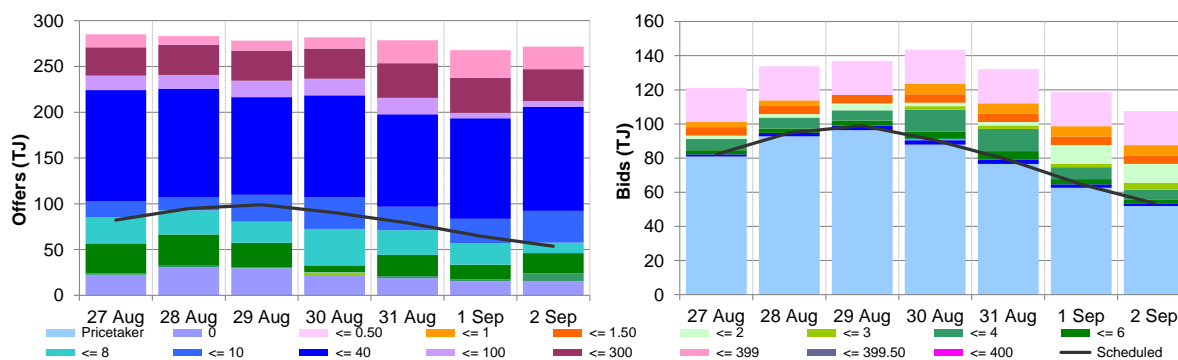 300
250
200
150
100
50
0
Offers (TJ)
27 Aug 28 Aug 29 Aug 30 Aug 31 Aug 1 Sep 2 Sep
160
140
120
100
80
60
40
20
0
Bids (TJ)
27 Aug 28 Aug 29 Aug 30 Aug 31 Aug 1 Sep 2 Sep
Pricetaker 0 <= 0.50 <= 1 <= 1.50 <= 2 <= 3 <= 4 <= 6
<= 8 <= 10 <= 40 <= 100 <= 300 <= 399 <= 399.50 <= 400 Scheduled